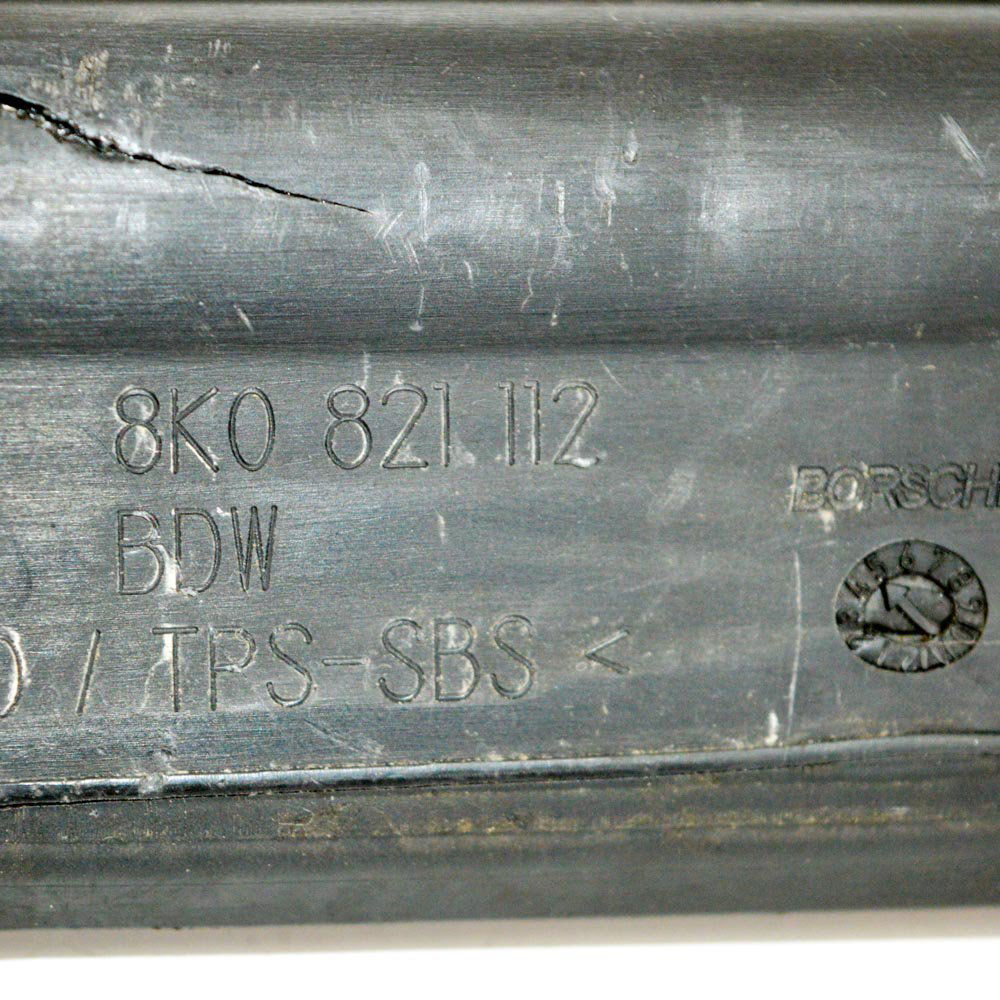 8K0 821 112
BDW
/ TPS-SBS <